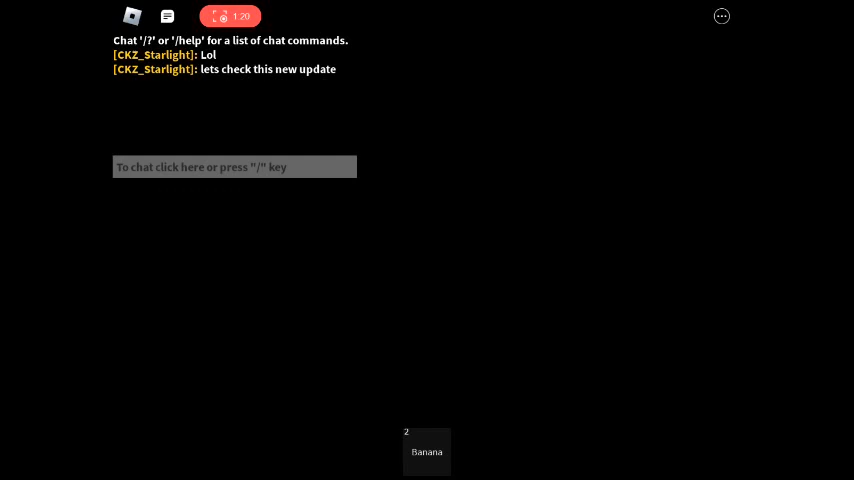 1:20
Chat '/?' or '/help' for a list of chat commands.
[CKZ_Starlight]: Lol
[CKZ_Starlight]: lets check this new update
To chat click here or press "/" key
2
Banana